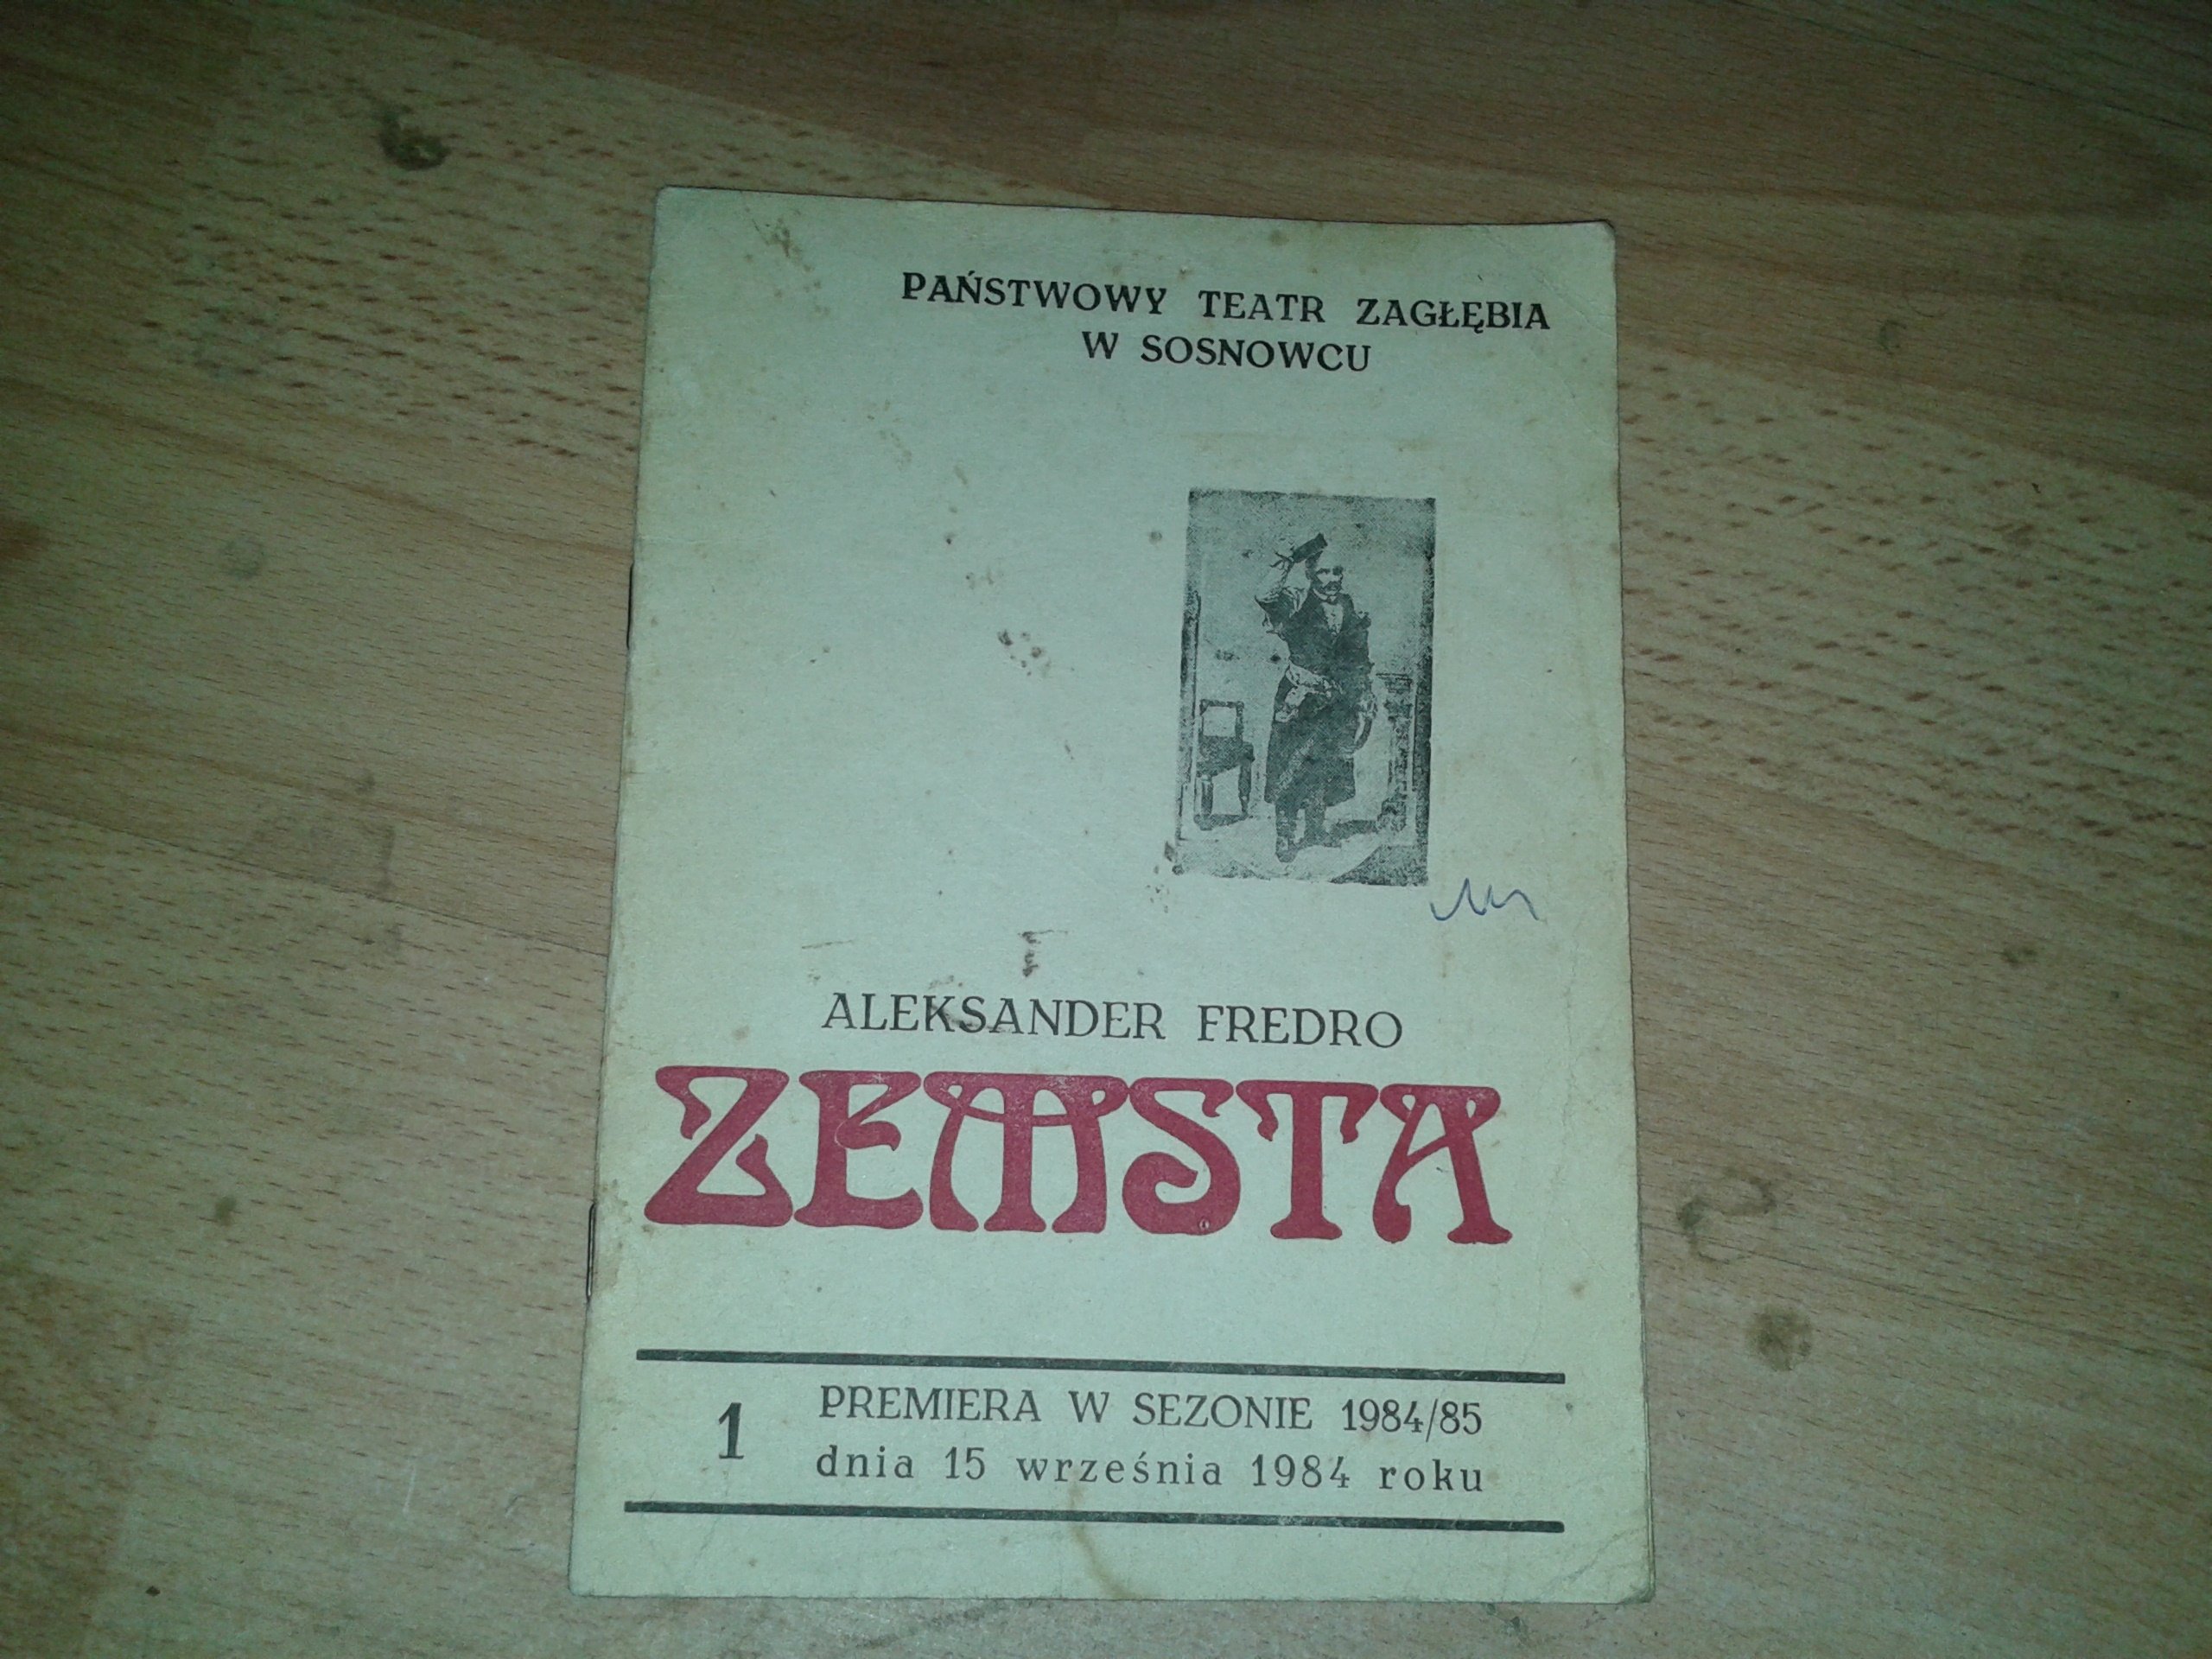 PAŃSTWOWY TEATR ZAGŁĘBIA
W SOSNOWCU
ALEKSANDER FREDRO
ZEMSTA
1 PREMIERA W SEZONIE 1984/85
dnia 15 września 1984 roku